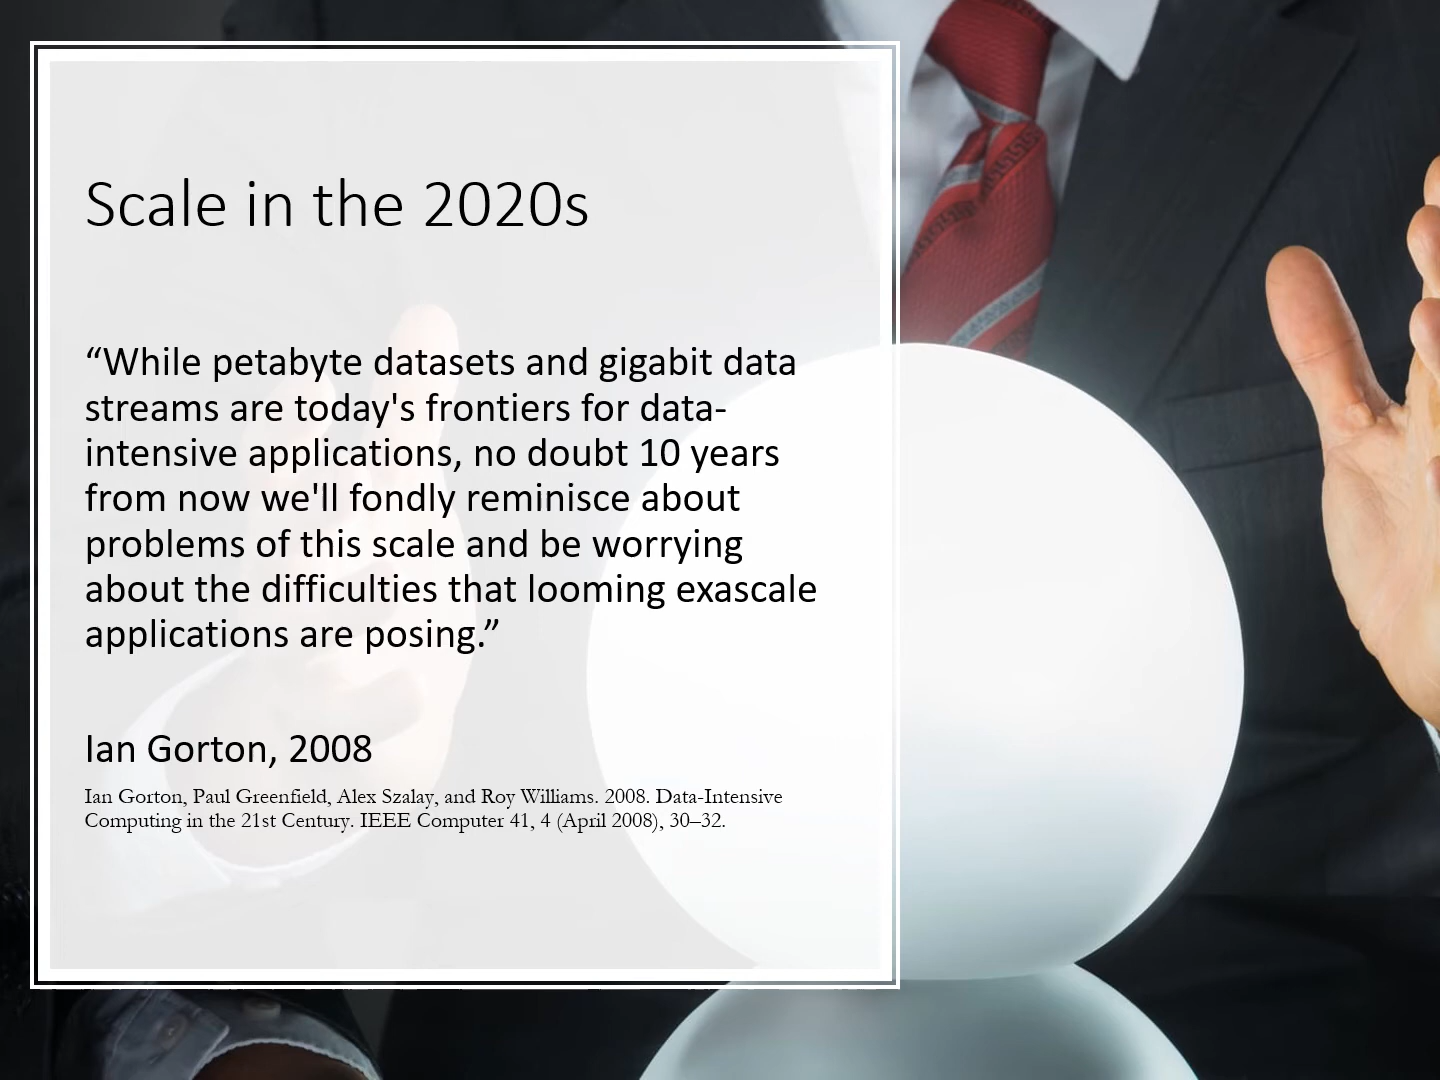 Scale in the 2020s
“While petabyte datasets and gigabit data
streams are today's frontiers for data-
intensive applications, no doubt 10 years
from now we'll fondly reminisce about
problems of this scale and be worrying
about the difficulties that looming exascale
applications are posing.”
Ian Gorton, 2008
Ian Gorton, Paul Greenfield, Alex Szalay, and Roy Williams. 2008. Data-Intensive
Computing in the 21st Century. IEEE Computer 41, 4 (April 2008), 30–32.